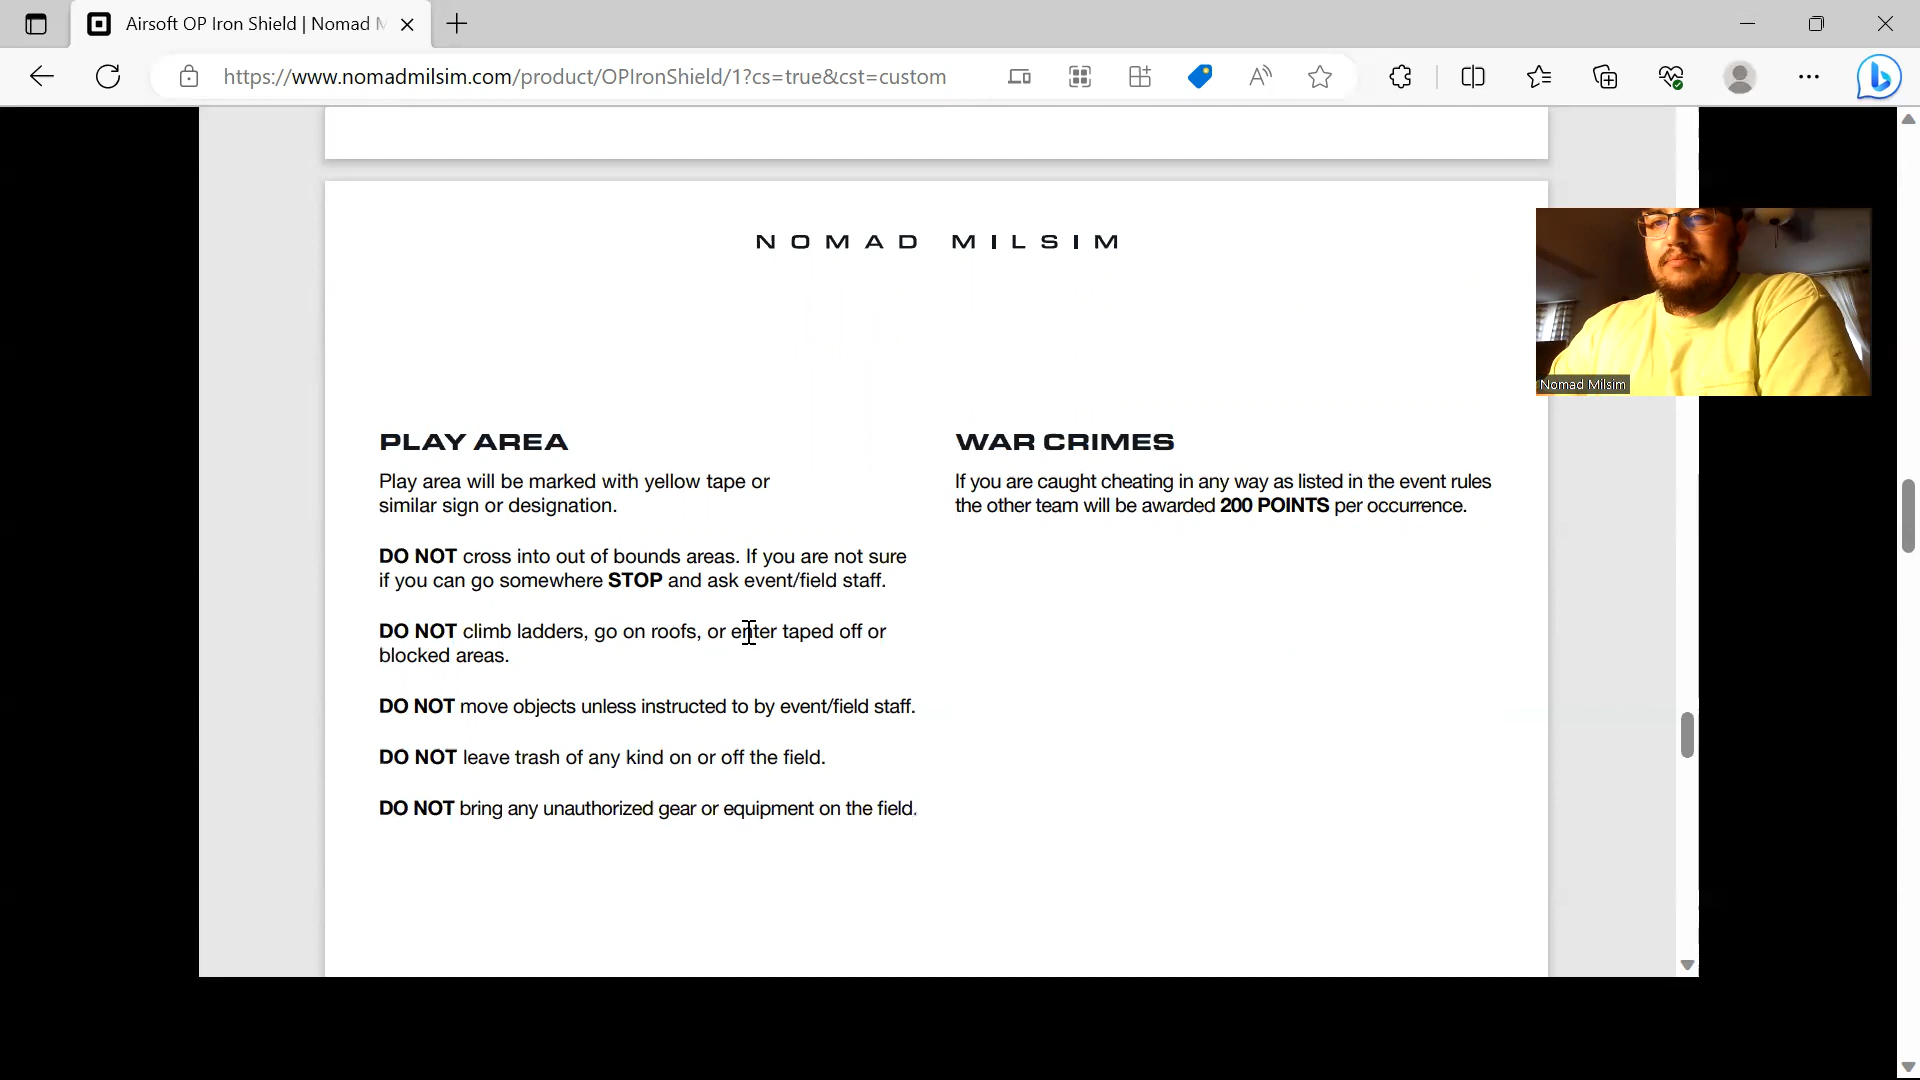 Airsoft OP Iron Shield | Nomad M
https://www.nomadmilsim.com/product/OPIronShield/1?cs=true&cst=custom
NOMAD MILSIM
Nomad Milsim
PLAY AREA
Play area will be marked with yellow tape or
similar sign or designation.
DO NOT cross into out of bounds areas. If you are not sure
if you can go somewhere STOP and ask event/field staff.
DO NOT climb ladders, go on roofs, or enter taped off or
blocked areas.
DO NOT move objects unless instructed to by event/field staff.
DO NOT leave trash of any kind on or off the field.
DO NOT bring any unauthorized gear or equipment on the field.
WAR CRIMES
If you are caught cheating in any way as listed in the event rules
the other team will be awarded 200 POINTS per occurrence.